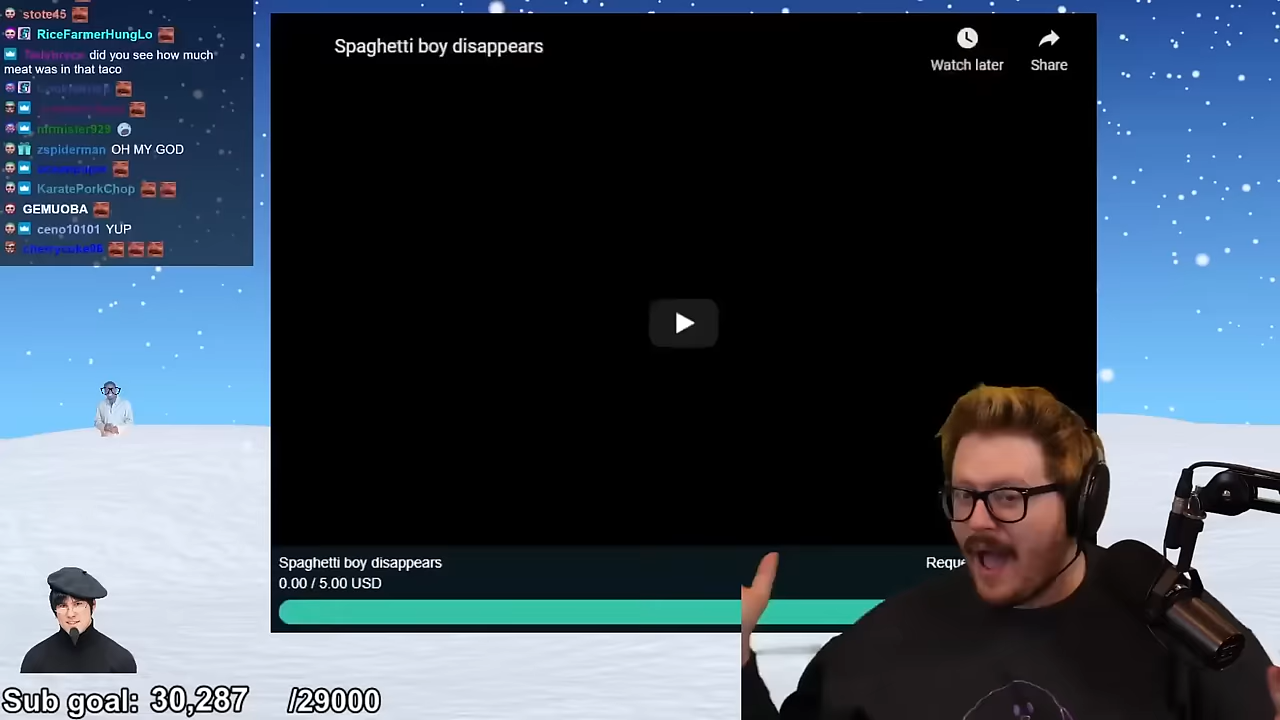 stote45
RiceFarmerHungLo
did you see how much
meat was in that taco
nfrmister929
zspiderman OH MY GOD
KaratePorkChop
GEMUOBA
ceno10101 YUP
cherrycoke96
Spaghetti boy disappears
Watch later
Share
Spaghetti boy disappears
Reque
0.00 / 5.00 USD
Sub goal: 30,287 /29000